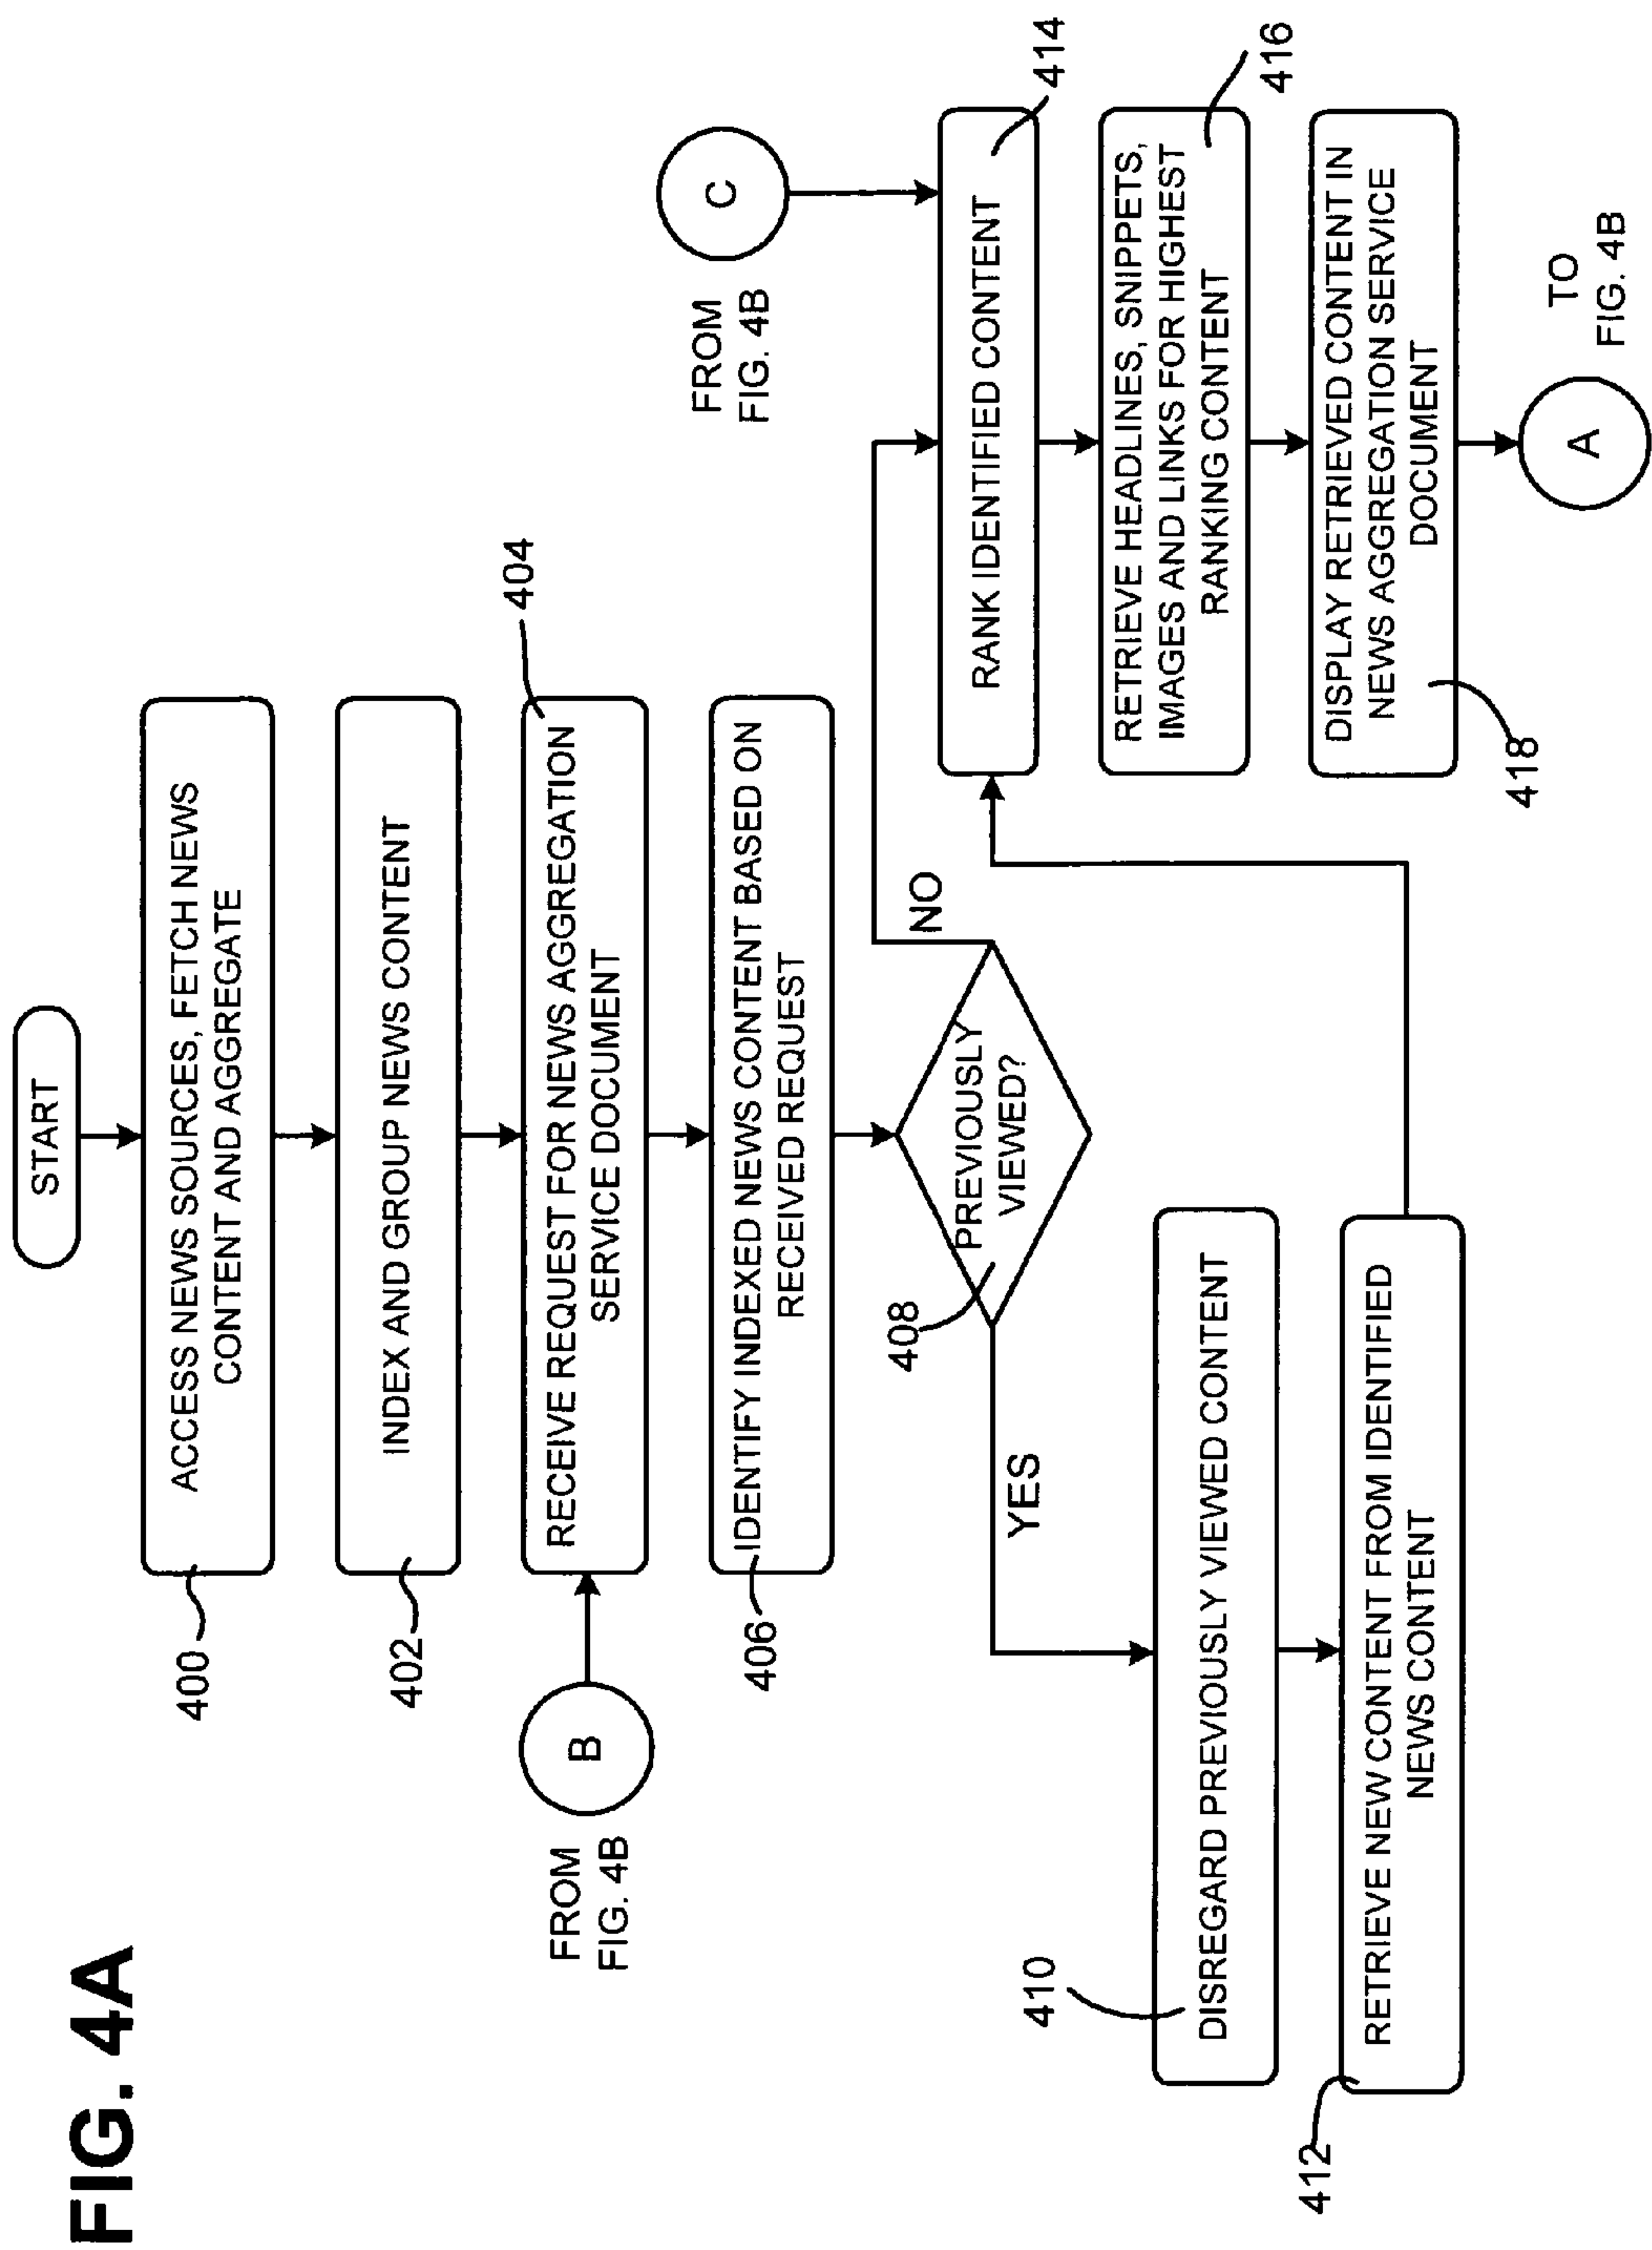 FIG. 4A
START
ACCESS NEWS SOURCES, FETCH NEWS
CONTENT AND AGGREGATE
400
INDEX AND GROUP NEWS CONTENT
402
404
RECEIVE REQUEST FOR NEWS AGGREGATION
SERVICE DOCUMENT
B
FROM
FIG. 4B
IDENTIFY INDEXED NEWS CONTENT BASED ON
RECEIVED REQUEST
406
PREVIOUSLY
VIEWED?
408
YES
NO
410
DISREGARD PREVIOUSLY VIEWED CONTENT
RETRIEVE NEW CONTENT FROM IDENTIFIED
NEWS CONTENT
412
FROM
FIG. 4B
C
RANK IDENTIFIED CONTENT
414
RETRIEVE HEADLINES, SNIPPETS,
IMAGES AND LINKS FOR HIGHEST
RANKING CONTENT
416
DISPLAY RETRIEVED CONTENT IN
NEWS AGGREGATION SERVICE
DOCUMENT
418
A
TO
FIG. 4B